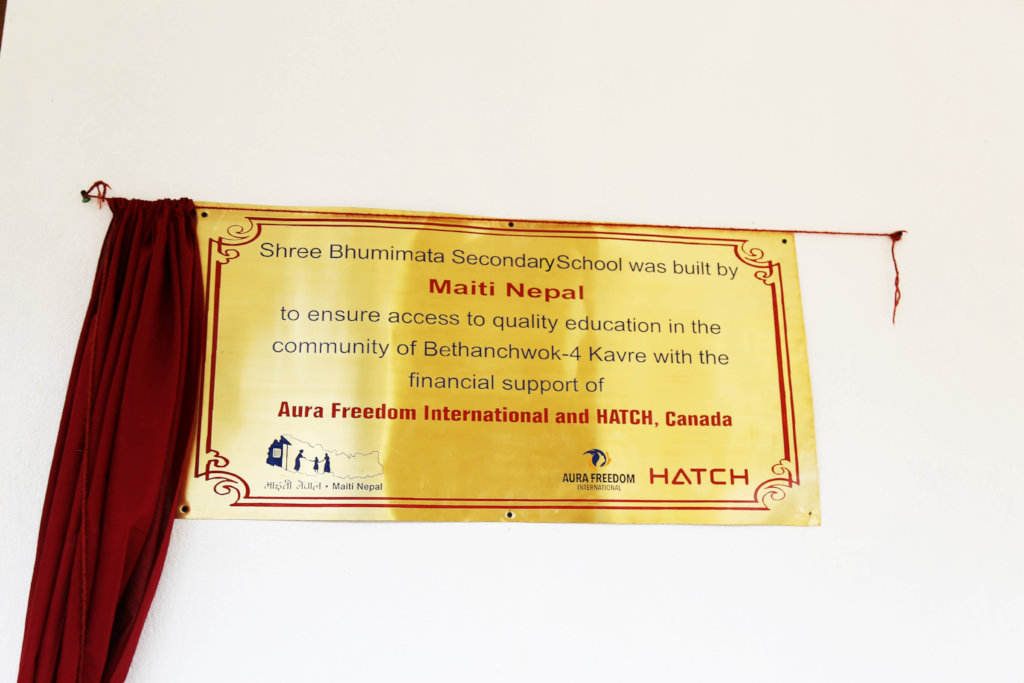 Shree Bhumimata SecondarySchool was built by
Maiti Nepal
to ensure access to quality education in the
community of Bethanchwok-4 Kavre with the
financial support of
Aura Freedom International and HATCH, Canada
माइती नेपाल • Maiti Nepal
AURA FREEDOM
INTERNATIONAL
HATCH